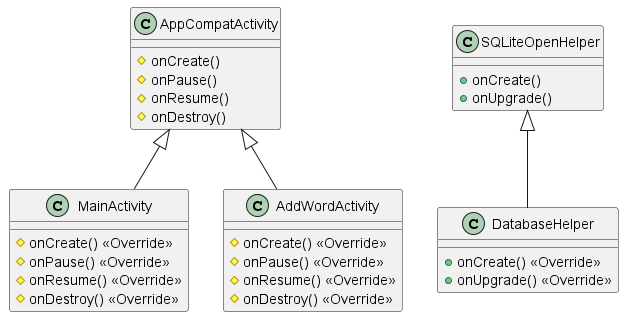 C AppCompatActivity
onCreate()
onPause()
onResume()
onDestroy()
C SQLiteOpenHelper
onCreate()
onUpgrade()
C MainActivity
onCreate() «Override»
onPause() «Override»
onResume() «Override»
onDestroy() «Override»
C AddWordActivity
onCreate() «Override»
onPause() «Override»
onResume() «Override»
onDestroy() «Override»
C DatabaseHelper
onCreate() «Override»
onUpgrade() «Override»